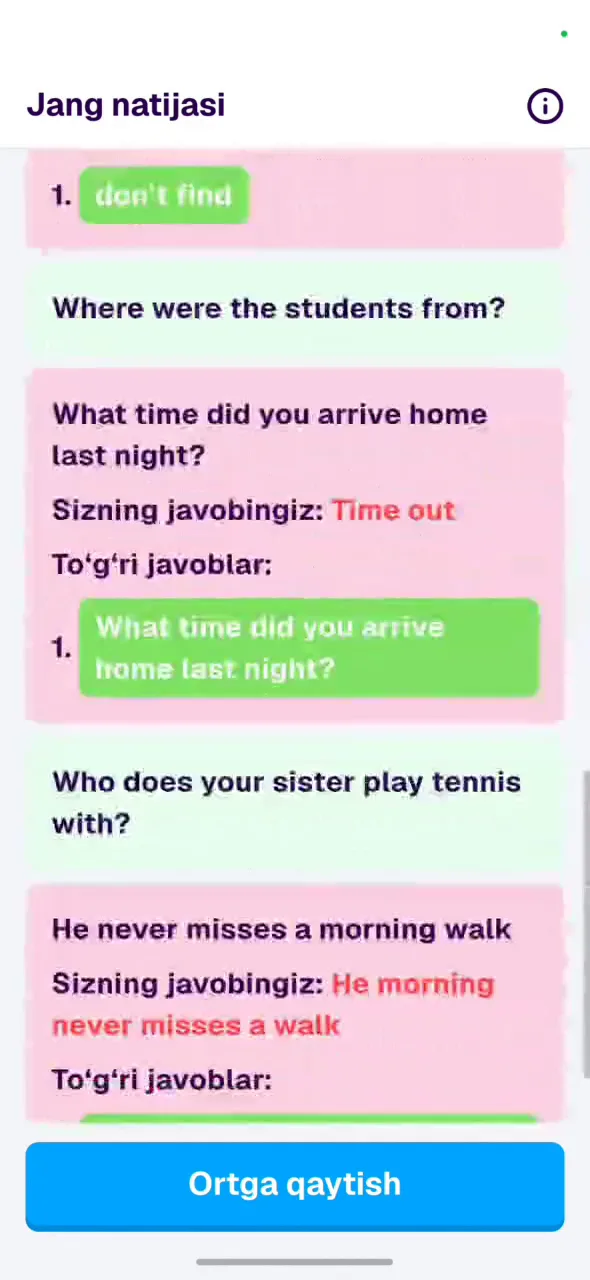 Jang natijasi
1. don't find
Where were the students from?
What time did you arrive home
last night?
Sizning javobingiz: Time out
To‘g‘ri javoblar:
What time did you arrive
1.
home last night?
Who does your sister play tennis
with?
He never misses a morning walk
Sizning javobingiz: He morning
never misses a walk
To‘g‘ri javoblar:
Ortga qaytish